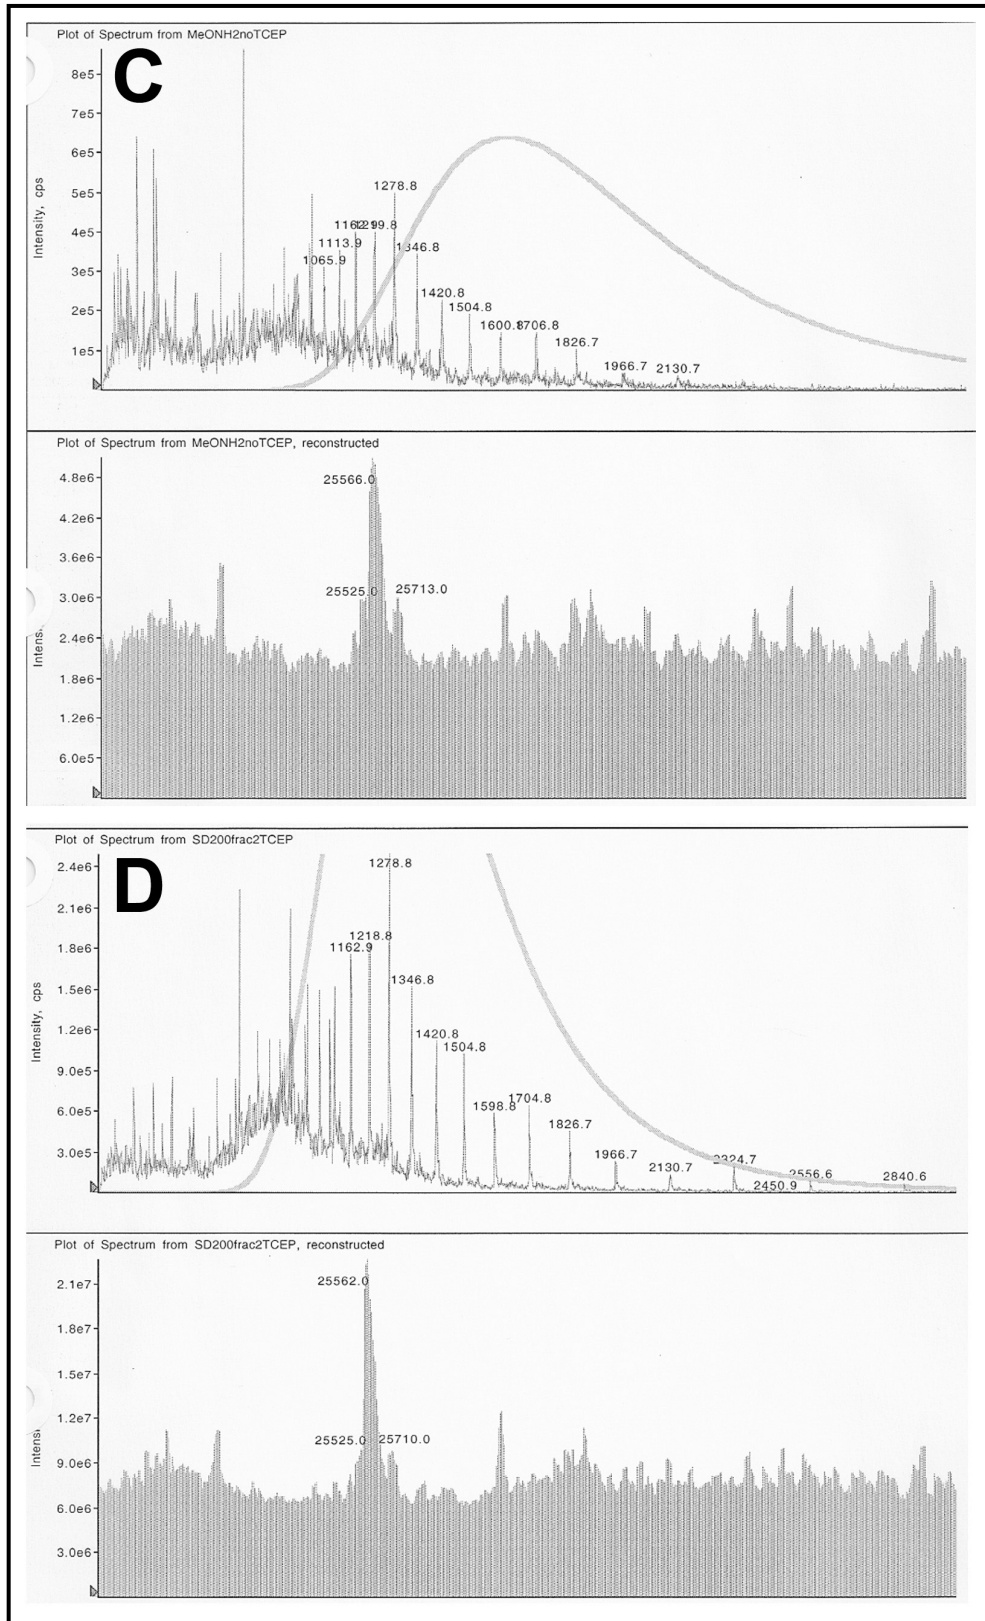 Plot of Spectrum from MeONH2noTCEP
C
8e5
7e5
6e5
5e5
4e5
3e5
2e5
1e5
Intensity, cps
1278.8
1346.8
1113.9
1065.9
1420.8
1504.8
1706.8
1826.7
1966.7 2130.7
Plot of Spectrum from MeONH2noTCEP, reconstructed
4.8e6
4.2e6
3.6e6
3.0e6
2.4e6
1.8e6
1.2e6
6.0e5
25566.0
25525.0 25713.0
Plot of Spectrum from SD200frac2TCEP
D
2.4e6
2.1e6
1.8e6
1.5e6
1.2e6
9.0e5
6.0e5
3.0e5
Intensity, cps
1278.8
1218.8
1162.9
1346.8
1420.8
1504.8
1598.8
1704.8
1826.7
1966.7
2130.7
2450.9
2556.6
2840.6
Plot of Spectrum from SD200frac2TCEP, reconstructed
2.1e7
1.8e7
1.5e7
1.2e7
9.0e6
6.0e6
3.0e6
25562.0
25525.0 25710.0